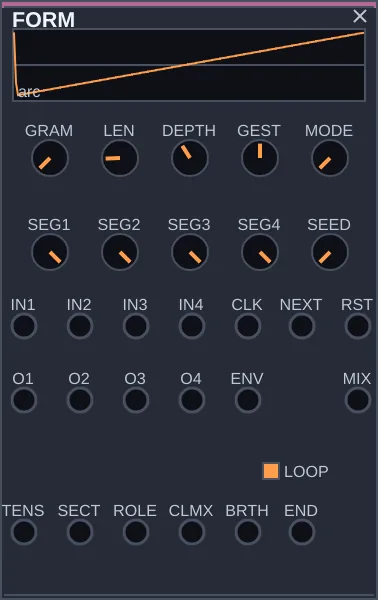 FORM
arc
GRAM LEN DEPTH GEST MODE
SEG1 SEG2 SEG3 SEG4 SEED
IN1 IN2 IN3 IN4 CLK NEXT RST
O1 O2 O3 O4 ENV MIX
LOOP
TENS SECT ROLE CLMX BRTH END